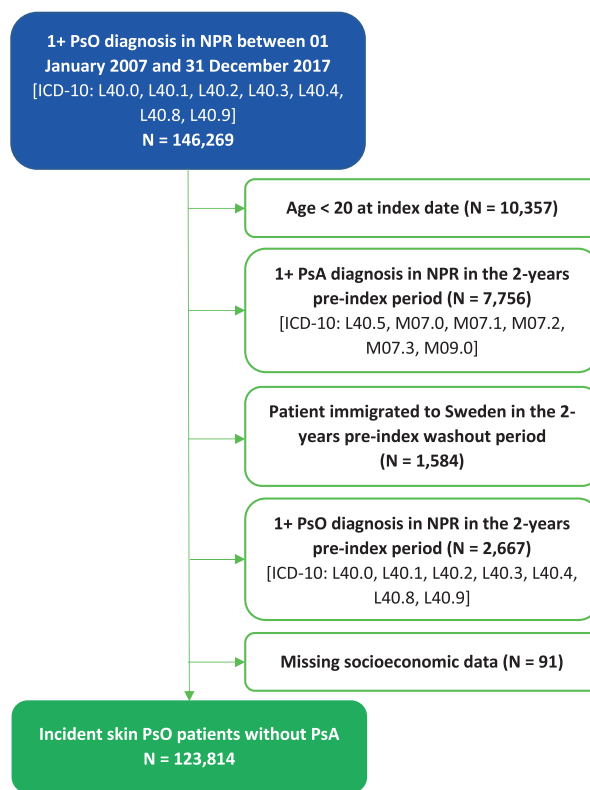 1+ PsO diagnosis in NPR between 01
January 2007 and 31 December 2017
[ICD-10: L40.0, L40.1, L40.2, L40.3, L40.4,
L40.8, L40.9]
N = 146,269
Age < 20 at index date (N = 10,357)
1+ PsA diagnosis in NPR in the 2-years
pre-index period (N = 7,756)
[ICD-10: L40.5, M07.0, M07.1, M07.2,
M07.3, M09.0]
Patient immigrated to Sweden in the 2-
years pre-index washout period
(N = 1,584)
1+ PsO diagnosis in NPR in the 2-years
pre-index period (N = 2,667)
[ICD-10: L40.0, L40.1, L40.2, L40.3, L40.4,
L40.8, L40.9]
Missing socioeconomic data (N = 91)
Incident skin PsO patients without PsA
N = 123,814